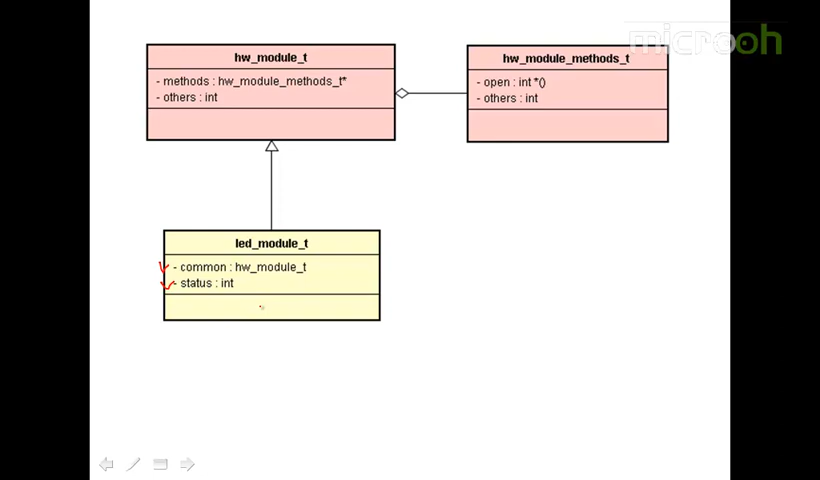 microoh
hw_module_t
- methods : hw_module_methods_t*
- others : int
hw_module_methods_t
- open : int *()
- others : int
led_module_t
- common : hw_module_t
- status : int